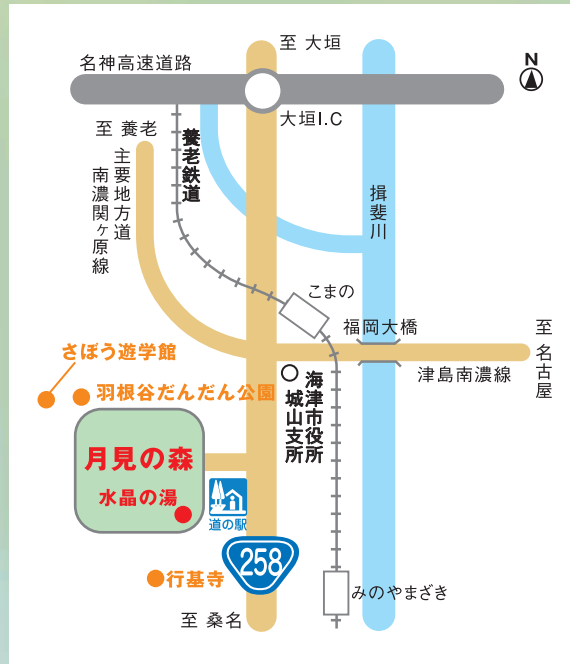 至 大垣
名神高速道路
N
大垣I.C
至 養老
養老鉄道
主要地方道
南濃関ヶ原線
揖斐川
こまの
福岡大橋
至 名古屋
津島南濃線
さぼう遊学館
羽根谷だんだん公園
海津市役所
城山支所
月見の森
水晶の湯
道の駅
258
行基寺
みのやまざき
至 桑名